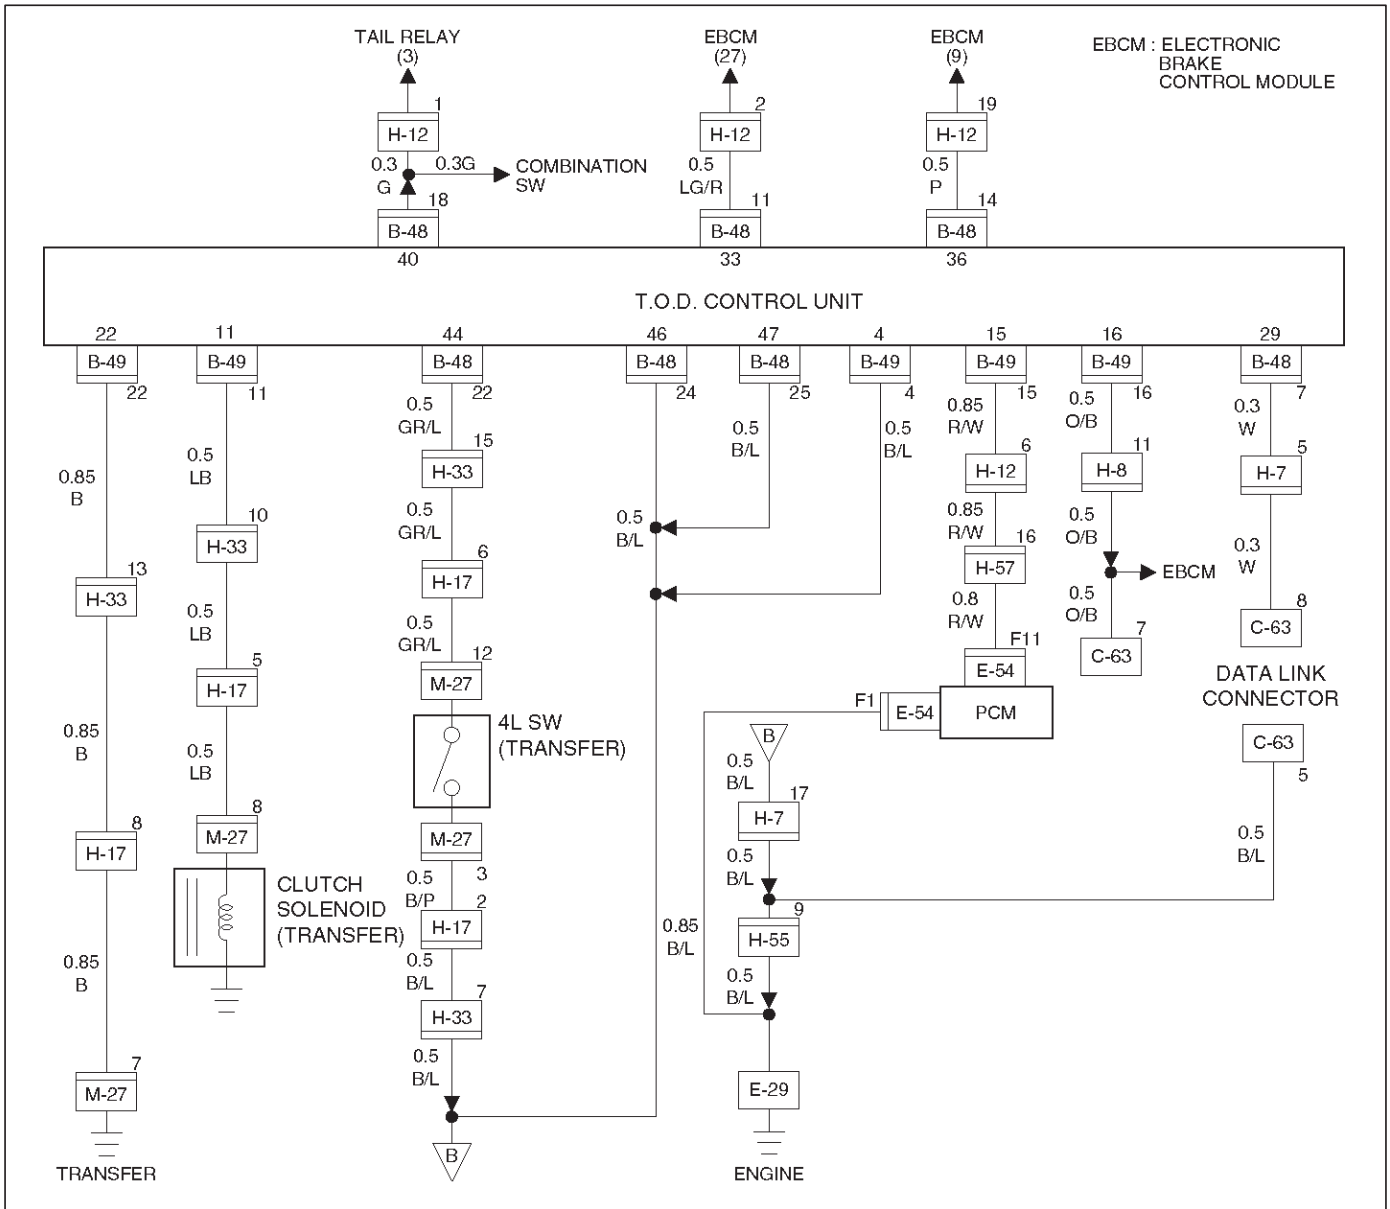 TAIL RELAY
(3)
EBCM
(27)
EBCM
(9)
EBCM : ELECTRONIC
BRAKE
CONTROL MODULE
1
H-12
2
H-12
19
H-12
0.3
G
0.3G
COMBINATION
SW
0.5
LG/R
0.5
P
18
B-48
11
B-48
14
B-48
40
33
36
T.O.D. CONTROL UNIT
22
11
44
46
47
4
15
16
29
B-49
B-49
B-48
B-48
B-48
B-49
B-49
B-49
B-48
22
11
22
24
25
4
15
16
7
0.85
B
13
H-33
0.85
B
8
H-17
0.85
B
7
M-27
TRANSFER
0.5
LB
10
H-33
0.5
LB
5
H-17
0.5
LB
8
M-27
CLUTCH
SOLENOID
(TRANSFER)
0.5
GR/L
15
H-33
0.5
GR/L
6
H-17
0.5
GR/L
12
M-27
4L SW
(TRANSFER)
M-27
3
0.5
B/P
2
H-17
0.5
B/L
7
H-33
0.5
B/L
B
0.5
B/L
0.5
B/L
0.5
B/L
0.85
R/W
6
H-12
0.85
R/W
16
H-57
0.8
R/W
F11
E-54
F1
E-54
PCM
0.85
B/L
B
0.5
B/L
17
H-7
0.5
B/L
9
H-55
0.5
B/L
E-29
ENGINE
0.5
O/B
11
H-8
0.5
O/B
EBCM
0.5
O/B
7
C-63
0.3
W
5
H-7
0.3
W
8
C-63
DATA LINK
CONNECTOR
C-63
5
0.5
B/L